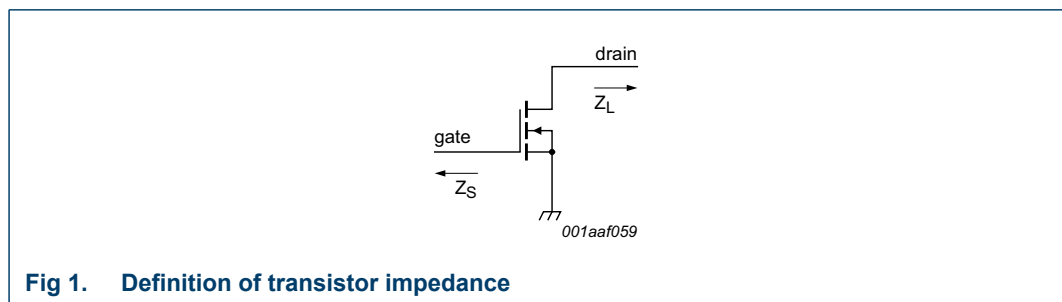 drain
Z_L
gate
Z_S
001aaf059
Fig 1. Definition of transistor impedance